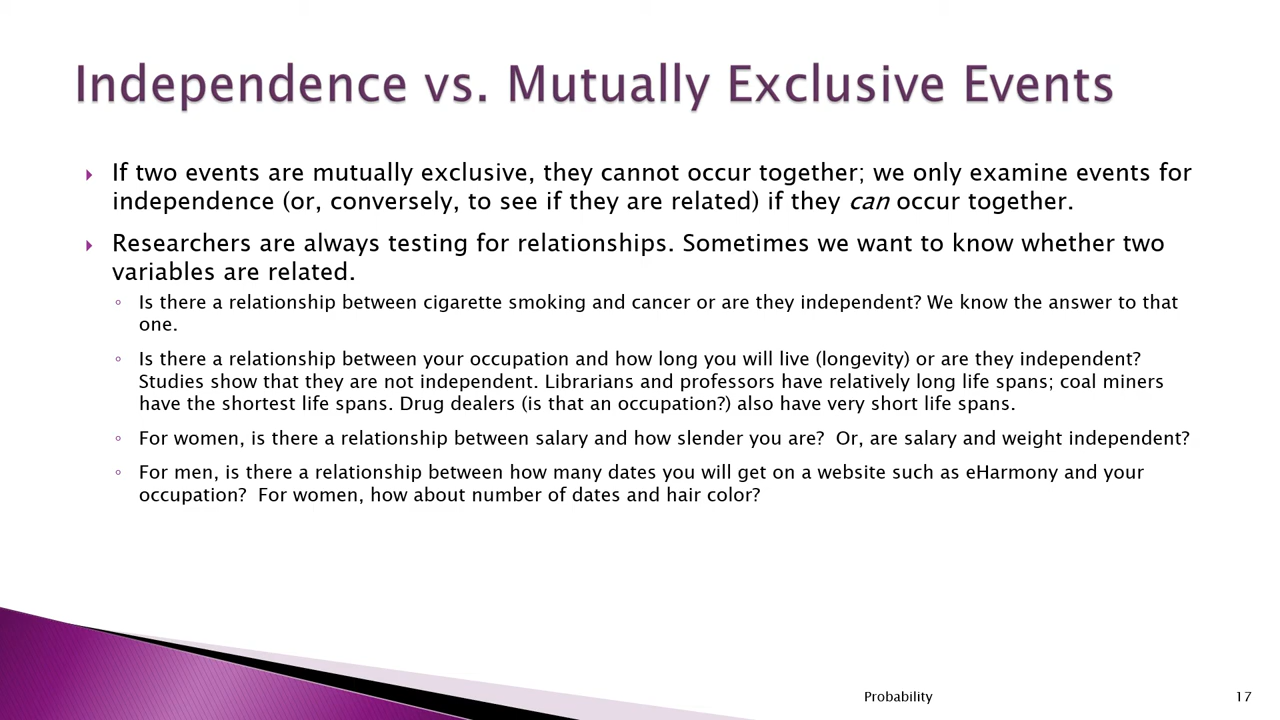 Independence vs. Mutually Exclusive Events
If two events are mutually exclusive, they cannot occur together; we only examine events for
independence (or, conversely, to see if they are related) if they can occur together.
Researchers are always testing for relationships. Sometimes we want to know whether two
variables are related.
Is there a relationship between cigarette smoking and cancer or are they independent? We know the answer to that
one.
Is there a relationship between your occupation and how long you will live (longevity) or are they independent?
Studies show that they are not independent. Librarians and professors have relatively long life spans; coal miners
have the shortest life spans. Drug dealers (is that an occupation?) also have very short life spans.
For women, is there a relationship between salary and how slender you are?  Or, are salary and weight independent?
For men, is there a relationship between how many dates you will get on a website such as eHarmony and your
occupation?  For women, how about number of dates and hair color?
Probability
17